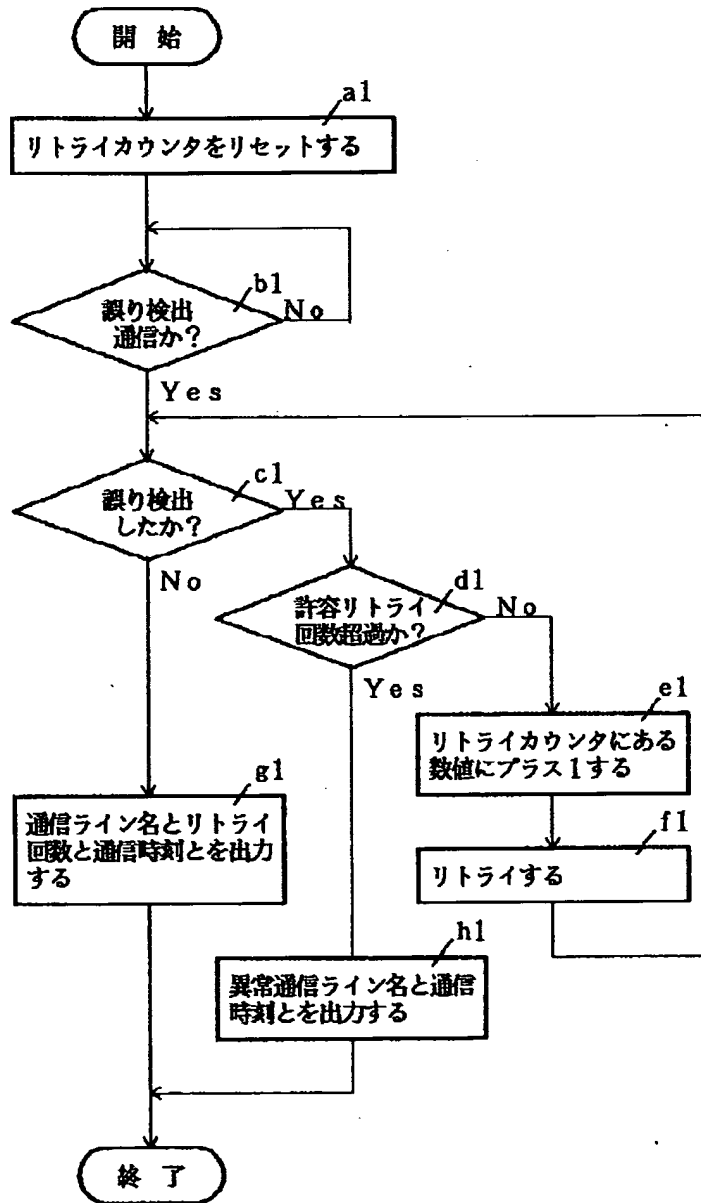 開 始
a1
リトライカウンタをリセットする
b1
誤り検出
通信か?
No
Yes
c1
誤り検出
したか?
Yes
No
d1
許容リトライ
回数超過か?
No
Yes
e1
リトライカウンタにある
数値にプラス1する
g1
通信ライン名とリトライ
回数と通信時刻とを出力
する
f1
リトライする
h1
異常通信ライン名と通信
時刻とを出力する
終 了